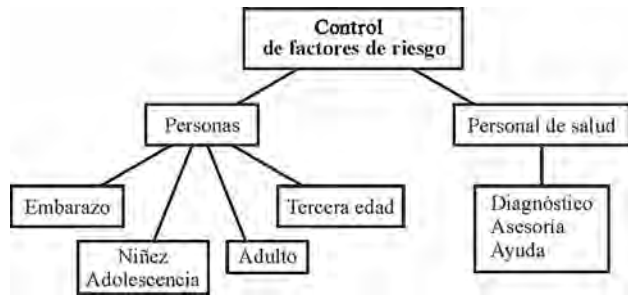 Control
de factores de riesgo
Personas
Personal de salud
Embarazo
Tercera edad
Niñez
Adolescencia
Adulto
Diagnóstico
Asesoría
Ayuda